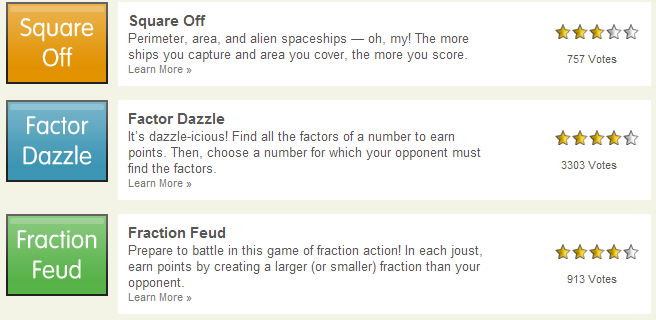 Square
Off
Square Off
Perimeter, area, and alien spaceships — oh, my! The more
ships you capture and area you cover, the more you score.
Learn More »
757 Votes
Factor
Dazzle
Factor Dazzle
It's dazzle-icious! Find all the factors of a number to earn
points. Then, choose a number for which your opponent must
find the factors.
Learn More »
3303 Votes
Fraction
Feud
Fraction Feud
Prepare to battle in this game of fraction action! In each joust,
earn points by creating a larger (or smaller) fraction than your
opponent.
Learn More »
913 Votes